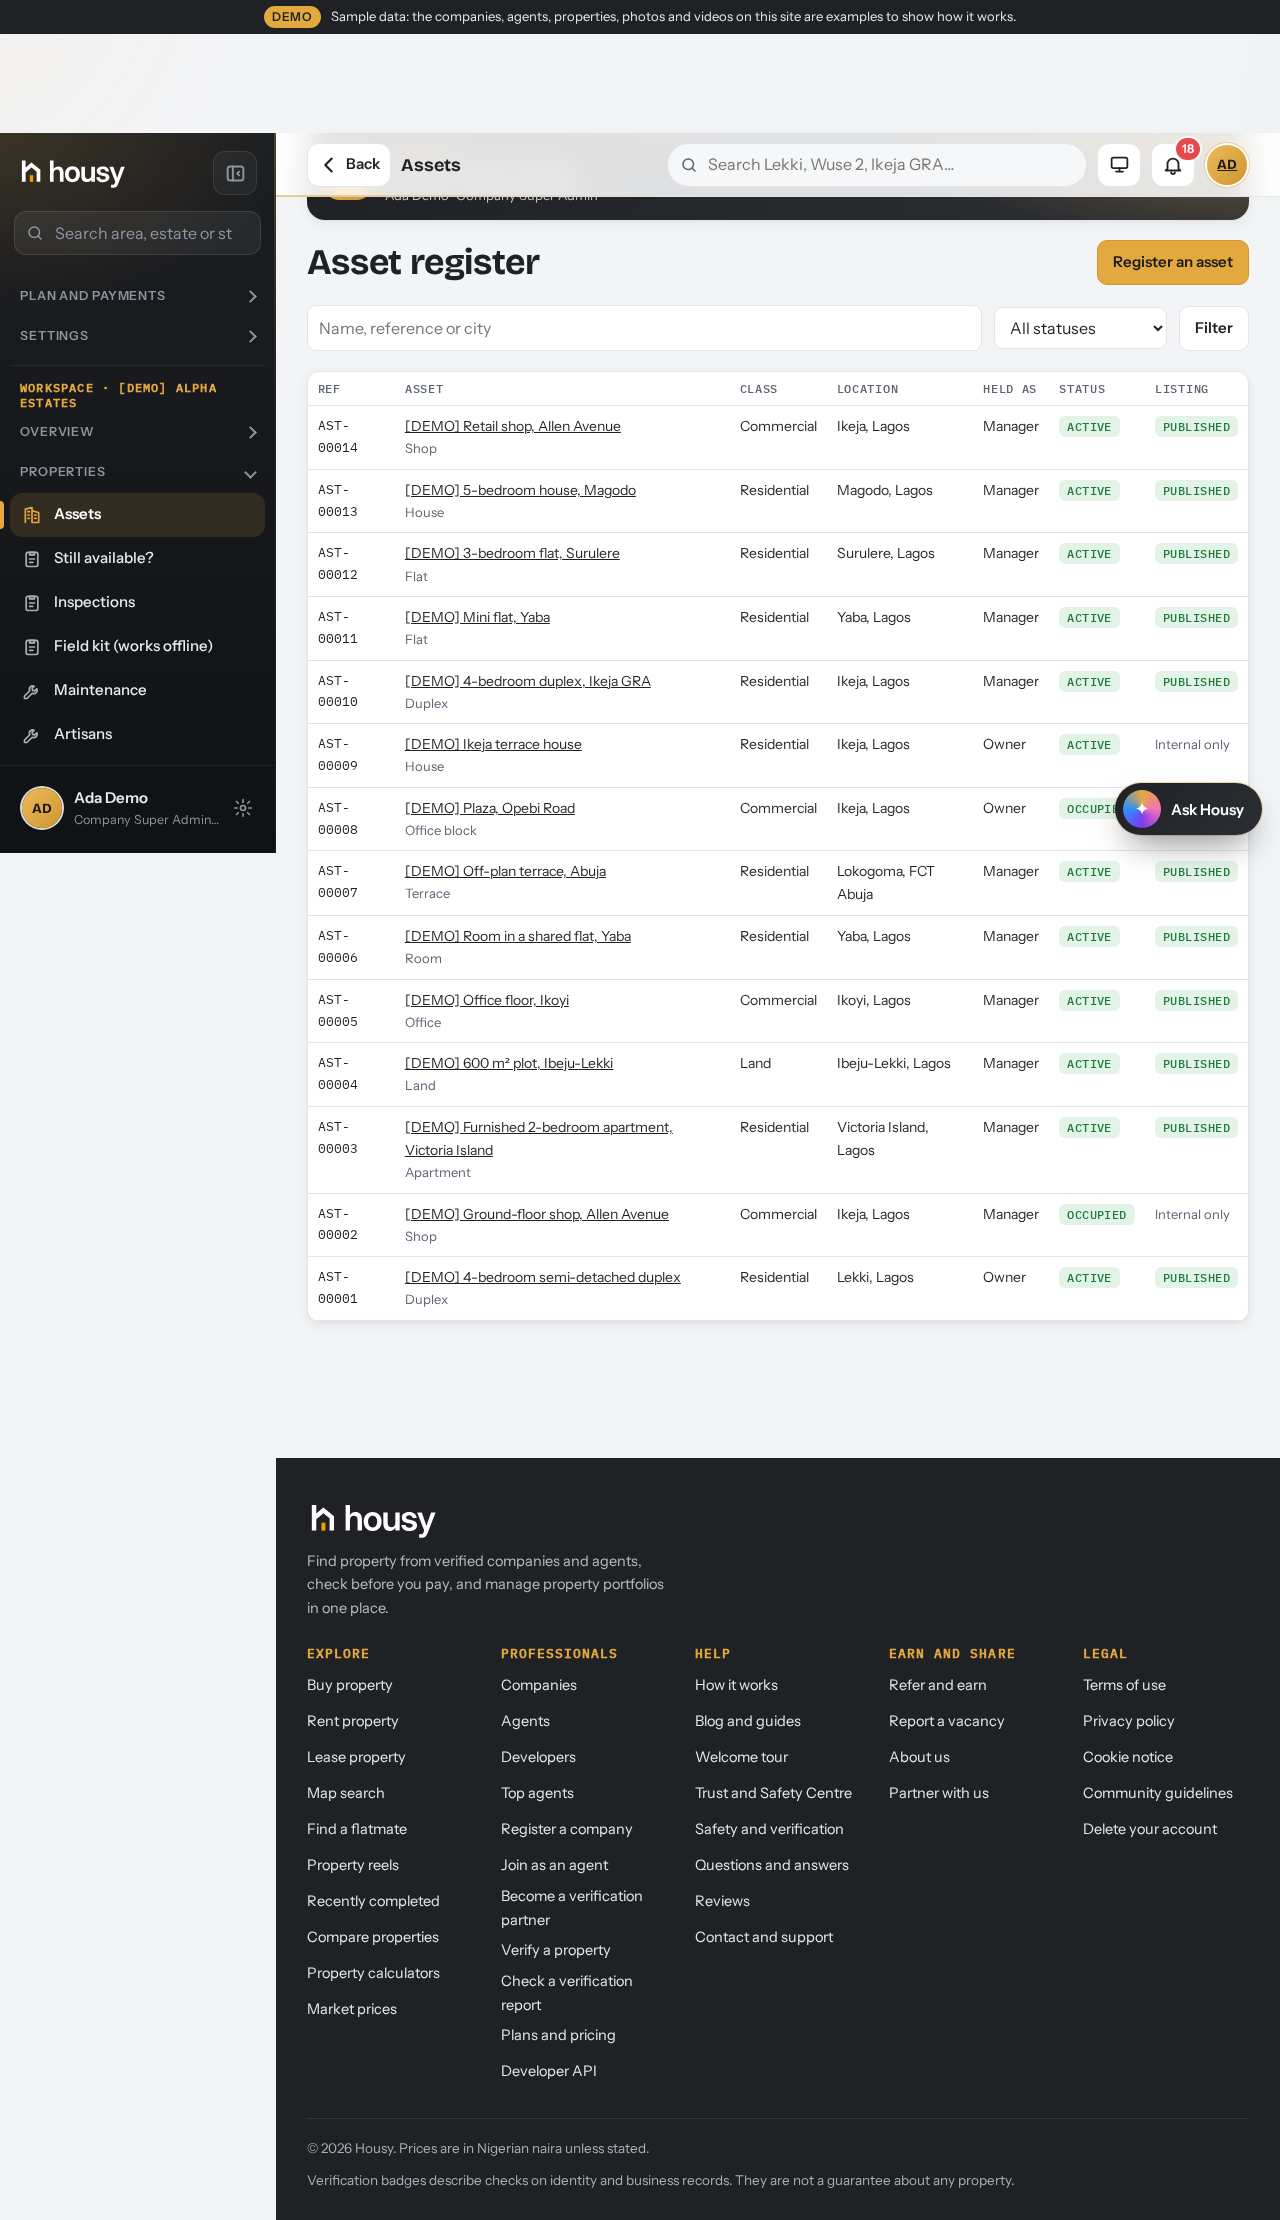 DEMO Sample data: the companies, agents, properties, photos and videos on this site are examples to show how it works.
housy
Search area, estate or st
PLAN AND PAYMENTS
SETTINGS
WORKSPACE · [DEMO] ALPHA
ESTATES
OVERVIEW
PROPERTIES
Assets
Still available?
Inspections
Field kit (works offline)
Maintenance
Artisans
AD
Ada Demo
Company Super Admin...
Back
Assets
Search Lekki, Wuse 2, Ikeja GRA...
18
AD
Asset register
Register an asset
Name, reference or city
All statuses
Filter
REF ASSET CLASS LOCATION HELD AS STATUS LISTING
AST-00014 [DEMO] Retail shop, Allen Avenue Commercial Ikeja, Lagos Manager ACTIVE PUBLISHED
Shop
AST-00013 [DEMO] 5-bedroom house, Magodo Residential Magodo, Lagos Manager ACTIVE PUBLISHED
House
AST-00012 [DEMO] 3-bedroom flat, Surulere Residential Surulere, Lagos Manager ACTIVE PUBLISHED
Flat
AST-00011 [DEMO] Mini flat, Yaba Residential Yaba, Lagos Manager ACTIVE PUBLISHED
Flat
AST-00010 [DEMO] 4-bedroom duplex, Ikeja GRA Residential Ikeja, Lagos Manager ACTIVE PUBLISHED
Duplex
AST-00009 [DEMO] Ikeja terrace house Residential Ikeja, Lagos Owner ACTIVE Internal only
House
AST-00008 [DEMO] Plaza, Opebi Road Commercial Ikeja, Lagos Owner
Office block
Ask Housy
AST-00007 [DEMO] Off-plan terrace, Abuja Residential Lokogoma, FCT Abuja Manager ACTIVE PUBLISHED
Terrace
AST-00006 [DEMO] Room in a shared flat, Yaba Residential Yaba, Lagos Manager ACTIVE PUBLISHED
Room
AST-00005 [DEMO] Office floor, Ikoyi Commercial Ikoyi, Lagos Manager ACTIVE PUBLISHED
Office
AST-00004 [DEMO] 600 m² plot, Ibeju-Lekki Land Ibeju-Lekki, Lagos Manager ACTIVE PUBLISHED
Land
AST-00003 [DEMO] Furnished 2-bedroom apartment, Victoria Island Residential Victoria Island, Lagos Manager ACTIVE PUBLISHED
Apartment
AST-00002 [DEMO] Ground-floor shop, Allen Avenue Commercial Ikeja, Lagos Manager OCCUPIED Internal only
Shop
AST-00001 [DEMO] 4-bedroom semi-detached duplex Residential Lekki, Lagos Owner ACTIVE PUBLISHED
Duplex
housy
Find property from verified companies and agents,
check before you pay, and manage property portfolios
in one place.
EXPLORE
Buy property
Rent property
Lease property
Map search
Find a flatmate
Property reels
Recently completed
Compare properties
Property calculators
Market prices
PROFESSIONALS
Companies
Agents
Developers
Top agents
Register a company
Join as an agent
Become a verification
partner
Verify a property
Check a verification
report
Plans and pricing
Developer API
HELP
How it works
Blog and guides
Welcome tour
Trust and Safety Centre
Safety and verification
Questions and answers
Reviews
Contact and support
EARN AND SHARE
Refer and earn
Report a vacancy
About us
Partner with us
LEGAL
Terms of use
Privacy policy
Cookie notice
Community guidelines
Delete your account
© 2026 Housy. Prices are in Nigerian naira unless stated.
Verification badges describe checks on identity and business records. They are not a guarantee about any property.